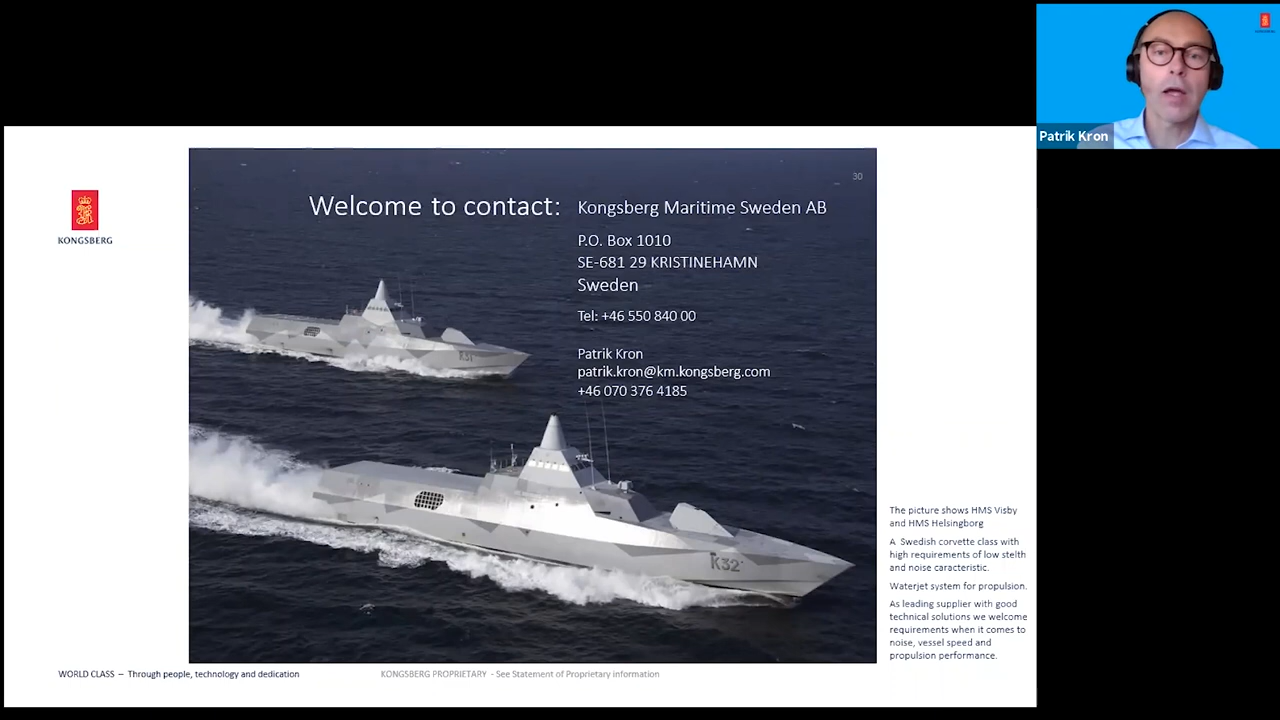 Patrik Kron
KONGSBERG
30
Welcome to contact:
Kongsberg Maritime Sweden AB
P.O. Box 1010
SE-681 29 KRISTINEHAMN
Sweden
Tel: +46 550 840 00
Patrik Kron
patrik.kron@km.kongsberg.com
+46 070 376 4185
K31
K32
The picture shows HMS Visby
and HMS Helsingborg
A Swedish corvette class with
high requirements of low stelth
and noise caracteristic.
Waterjet system for propulsion.
As leading supplier with good
technical solutions we welcome
requirements when it comes to
noise, vessel speed and
propulsion performance.
WORLD CLASS – Through people, technology and dedication
KONGSBERG PROPRIETARY - See Statement of Proprietary information